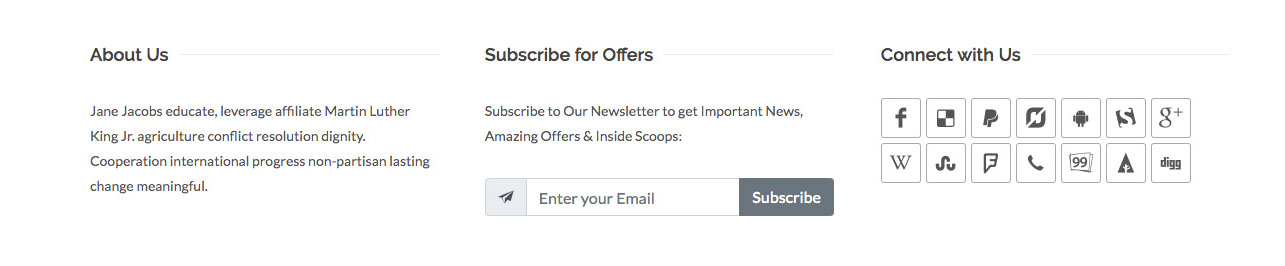 About Us
Jane Jacobs educate, leverage affiliate Martin Luther
King Jr. agriculture conflict resolution dignity.
Cooperation international progress non-partisan lasting
change meaningful.
Subscribe for Offers
Subscribe to Our Newsletter to get Important News,
Amazing Offers & Inside Scoops:
Enter your Email
Subscribe
Connect with Us
g+
W
99
digg